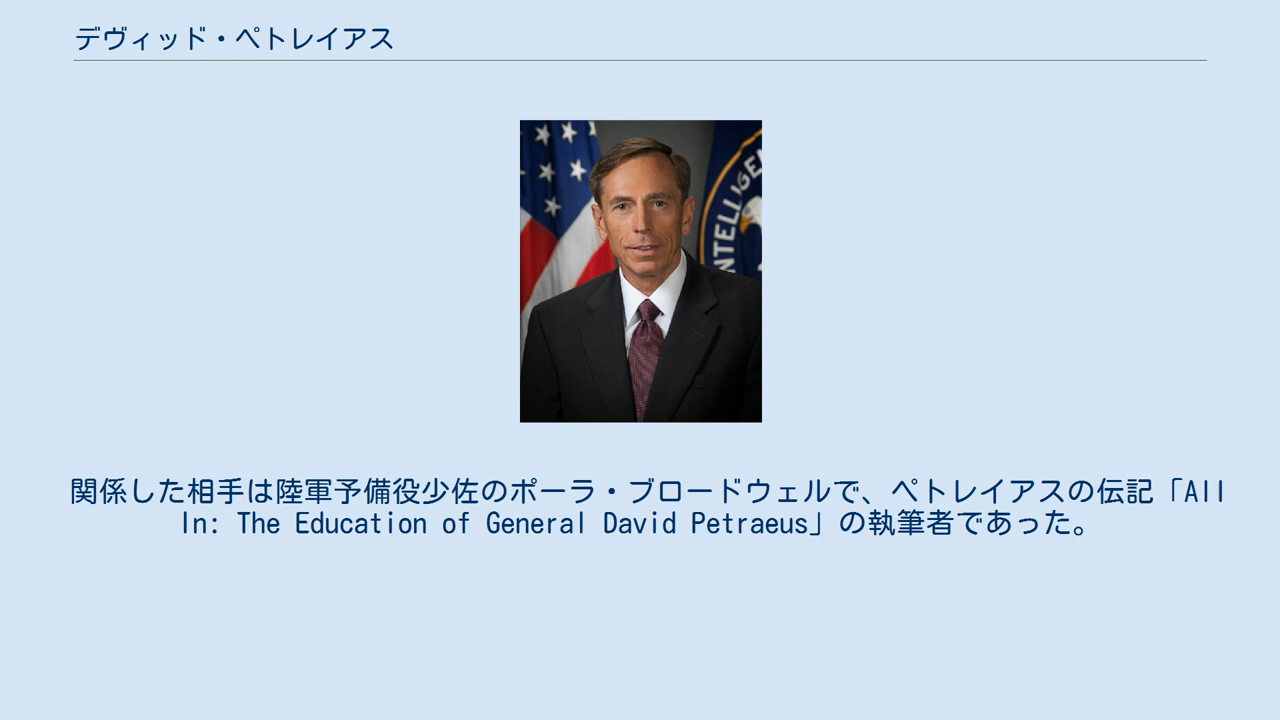 デヴィッド・ペトレイアス
INTELLIGEN
関係した相手は陸軍予備役少佐のポーラ・ブロードウェルで、ペトレイアスの伝記「All
In: The Education of General David Petraeus」の執筆者であった。